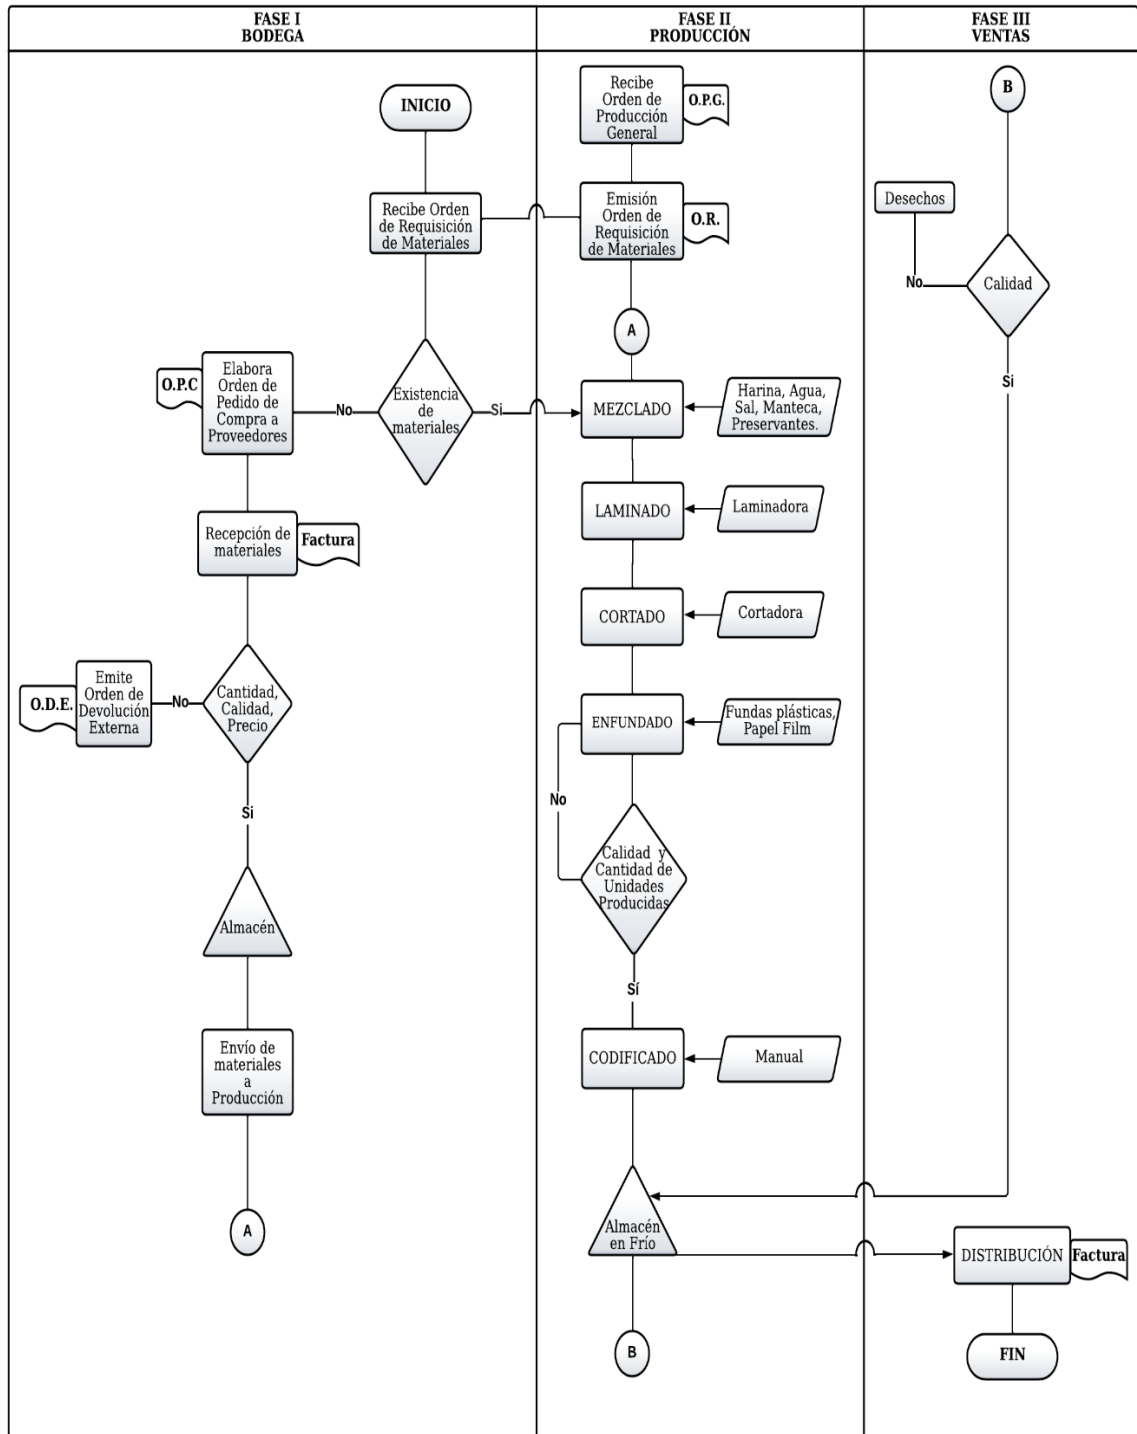 FASE I
BODEGA
FASE II
PRODUCCIÓN
FASE III
VENTAS
INICIO
Recibe Orden
de Requisición
de Materiales
Existencia
de
materiales
No
Si
O.P.C
Elabora
Orden de
Pedido de
Compra a
Proveedores
Recepción de
materiales
Factura
Cantidad,
Calidad,
Precio
No
O.D.E.
Emite
Orden de
Devolución
Externa
Si
Almacén
Envío de
materiales
a
Producción
A
Recibe
Orden de
Producción
General
O.P.G.
Emisión
Orden de
Requisición
de Materiales
O.R.
A
MEZCLADO
Harina, Agua,
Sal, Manteca,
Preservantes.
LAMINADO
Laminadora
CORTADO
Cortadora
ENFUNDADO
Fundas plásticas,
Papel Film
No
Calidad y
Cantidad de
Unidades
Producidas
Sí
CODIFICADO
Manual
Almacén
en Frío
B
B
Desechos
No
Calidad
Si
DISTRIBUCIÓN
Factura
FIN